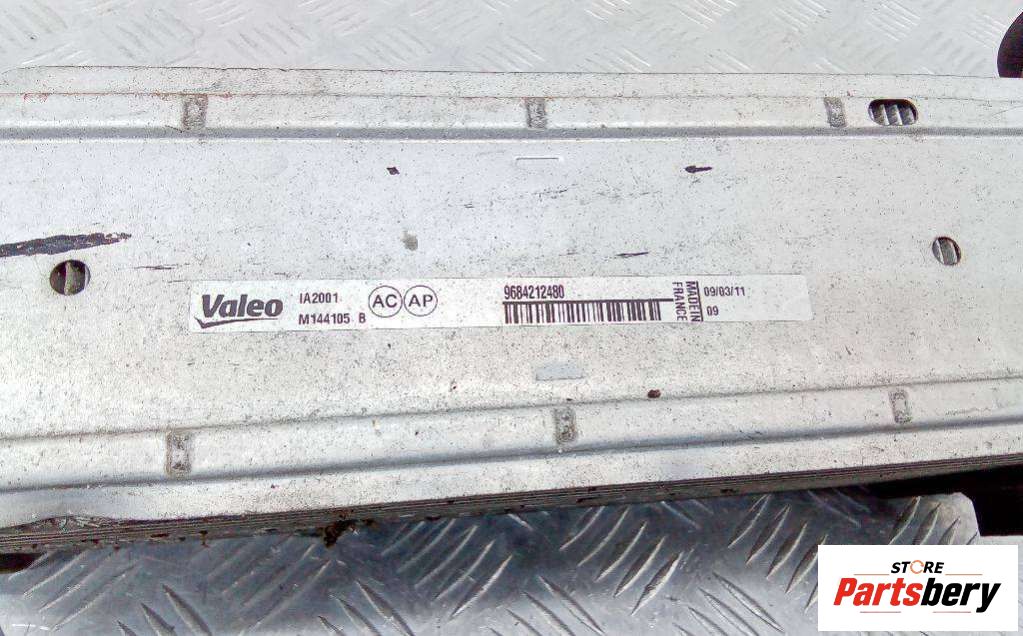 Valeo
IA2001
M144105 B
AC AP
9684212480
MADE IN
FRANCE
09/03/11
09
STORE
Partsbery